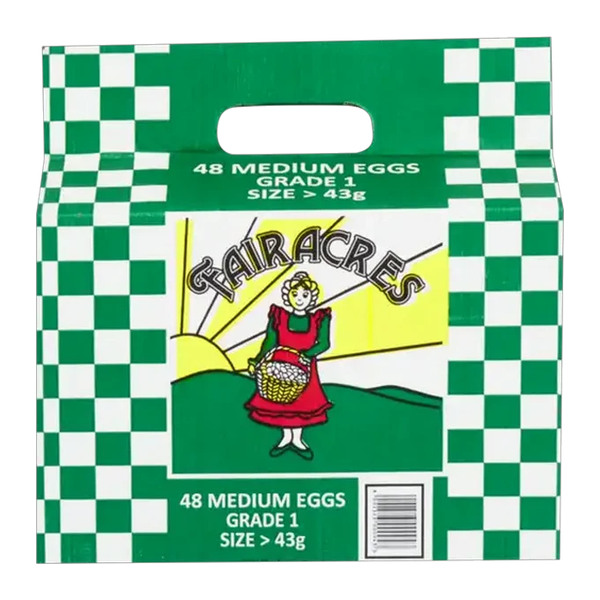 48 MEDIUM EGGS
GRADE 1
SIZE > 43g
FAIRACRES
48 MEDIUM EGGS
GRADE 1
SIZE > 43g